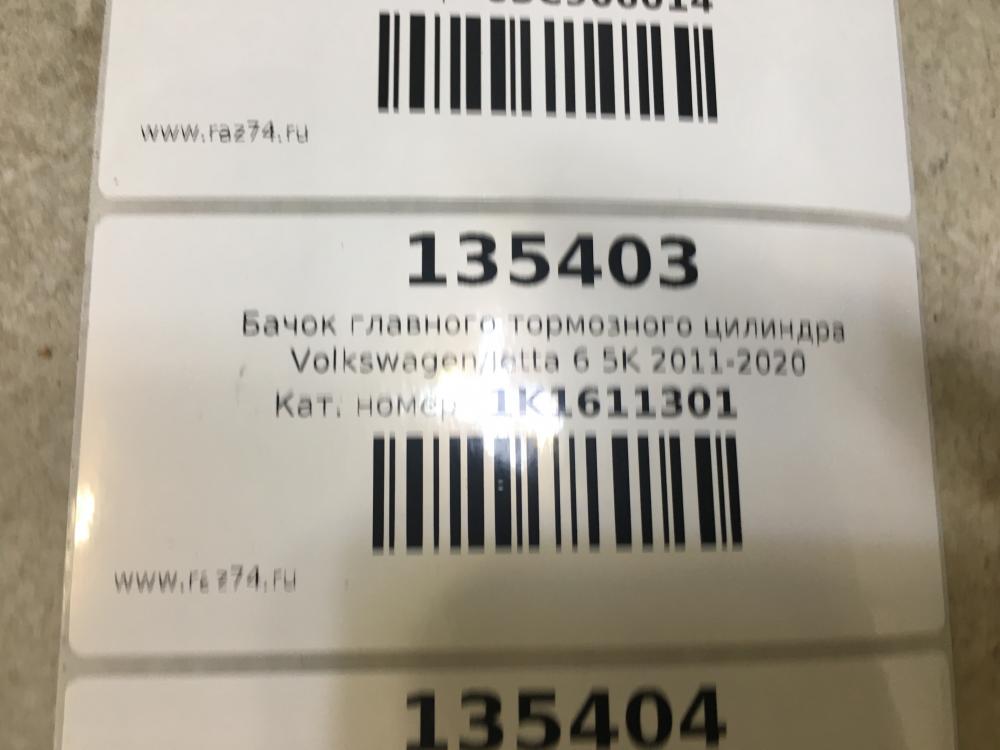 www.raz74.ru
135403
Бачок главного тормозного цилиндра
Volkswagen/Jetta 6 5K 2011-2020
Кат. номер 1K1611301
www.raz74.ru
135404